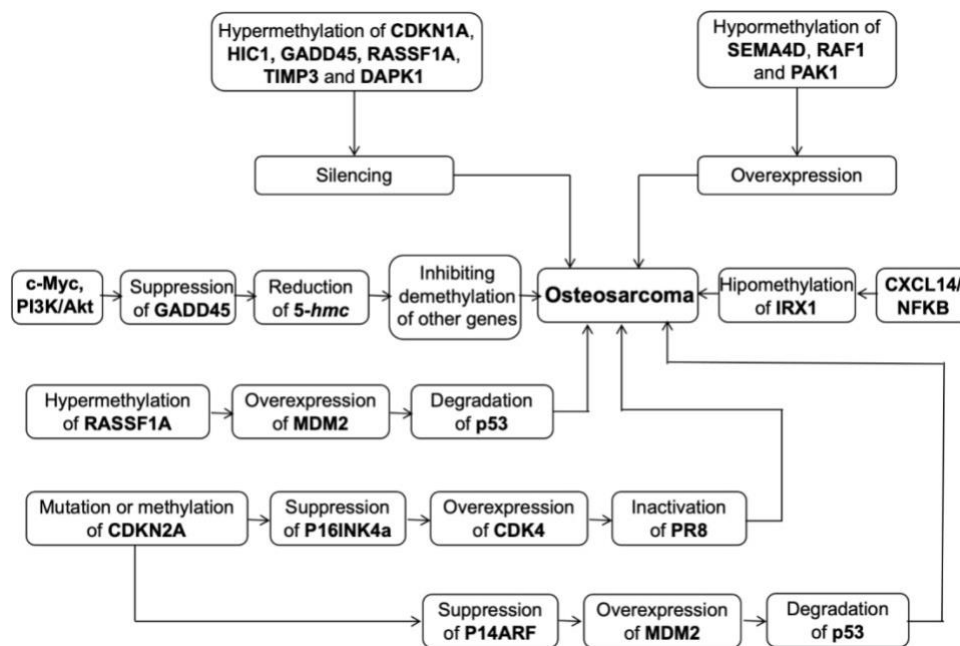 Hypermethylation of CDKN1A,
HIC1, GADD45, RASSF1A,
TIMP3 and DAPK1
Hypormethylation of
SEMA4D, RAF1
and PAK1
Silencing
Overexpression
c-Myc,
PI3K/Akt
Suppression
of GADD45
Reduction
of 5-hmc
Inhibiting
demethylation
of other genes
Osteosarcoma
Hipomethylation
of IRX1
CXCL14/
NFKB
Hypermethylation
of RASSF1A
Overexpression
of MDM2
Degradation
of p53
Mutation or methylation
of CDKN2A
Suppression
of P16INK4a
Overexpression
of CDK4
Inactivation
of PR8
Suppression
of P14ARF
Overexpression
of MDM2
Degradation
of p53